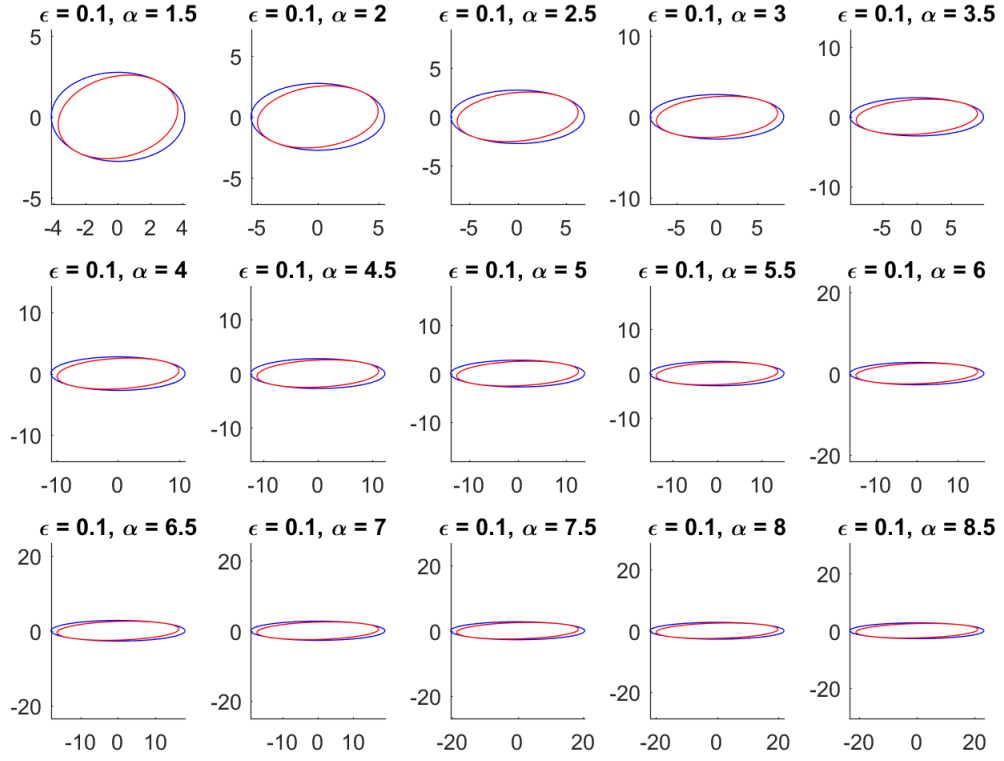 ϵ = 0.1, α = 1.5
5
0
-5
-4 -2 0 2 4
ϵ = 0.1, α = 2
5
0
-5
-5 0 5
ϵ = 0.1, α = 2.5
5
0
-5
-5 0 5
ϵ = 0.1, α = 3
10
0
-10
-5 0 5
ϵ = 0.1, α = 3.5
10
0
-10
-5 0 5
ϵ = 0.1, α = 4
10
0
-10
-10 0 10
ϵ = 0.1, α = 4.5
10
0
-10
-10 0 10
ϵ = 0.1, α = 5
10
0
-10
-10 0 10
ϵ = 0.1, α = 5.5
10
0
-10
-10 0 10
ϵ = 0.1, α = 6
20
0
-20
-10 0 10
ϵ = 0.1, α = 6.5
20
0
-20
-10 0 10
ϵ = 0.1, α = 7
20
0
-20
-10 0 10
ϵ = 0.1, α = 7.5
20
0
-20
-20 0 20
ϵ = 0.1, α = 8
20
0
-20
-20 0 20
ϵ = 0.1, α = 8.5
20
0
-20
-20 0 20